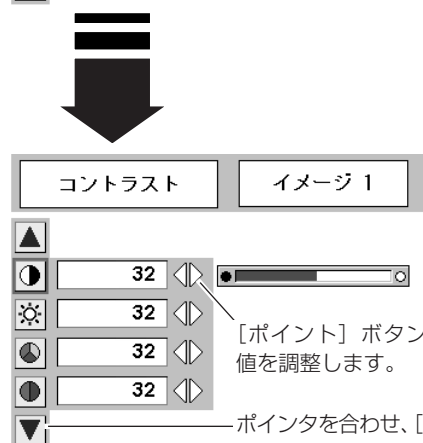 コントラスト イメージ 1
32
32
32
32
［ポイント］ボタン
値を調整します。
ポインタを合わせ、［